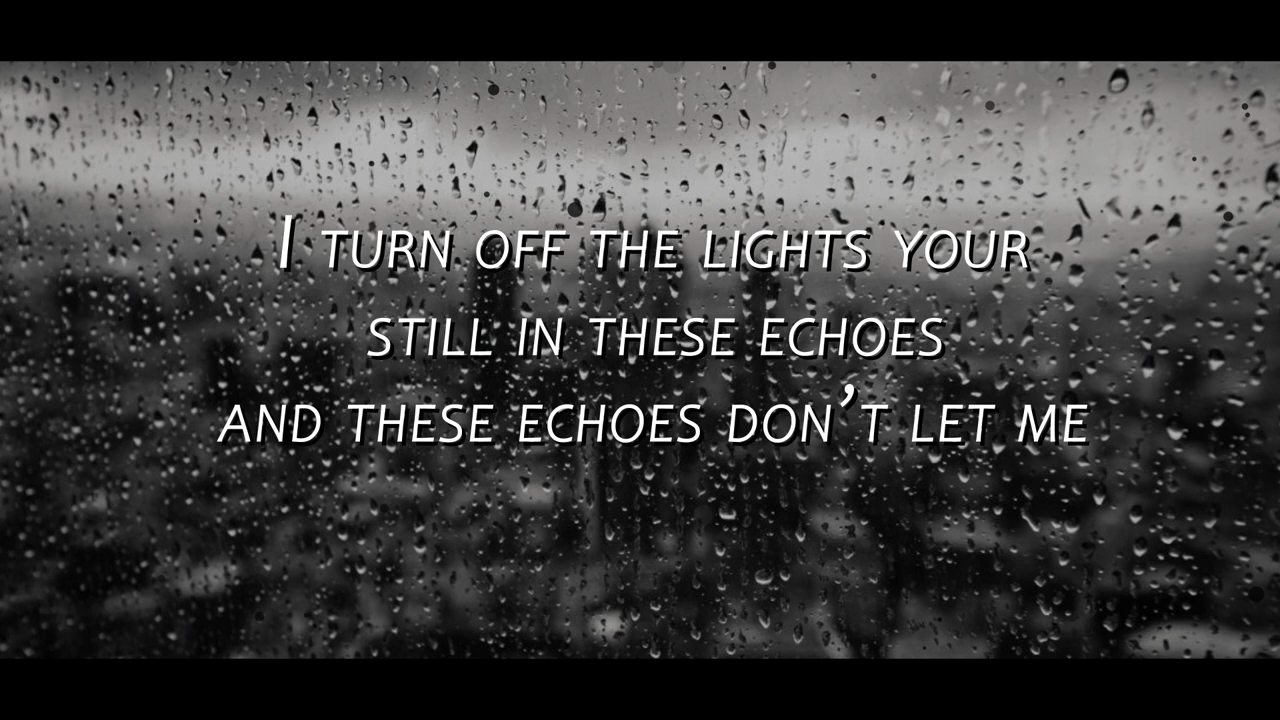 I TURN OFF THE LIGHTS YOUR
STILL IN THESE ECHOES
AND THESE ECHOES DON’T LET ME